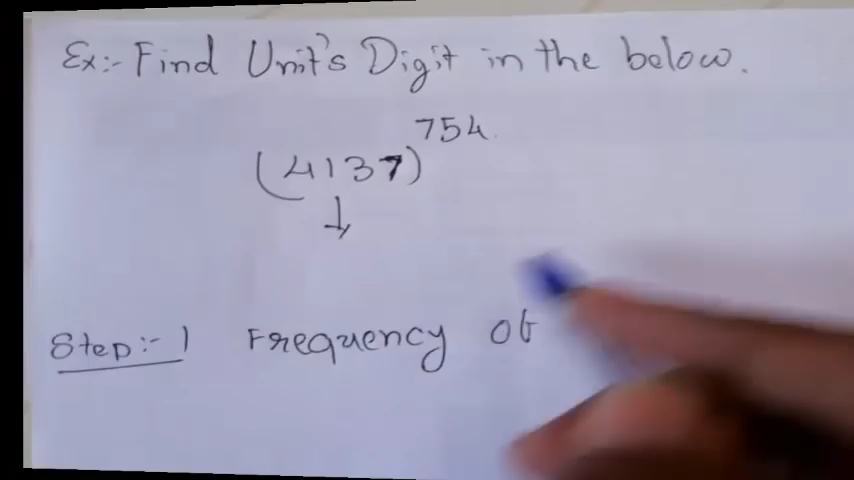 Ex:- Find Unit's Digit in the below.
(4137)^754
Step:- 1 Frequency of